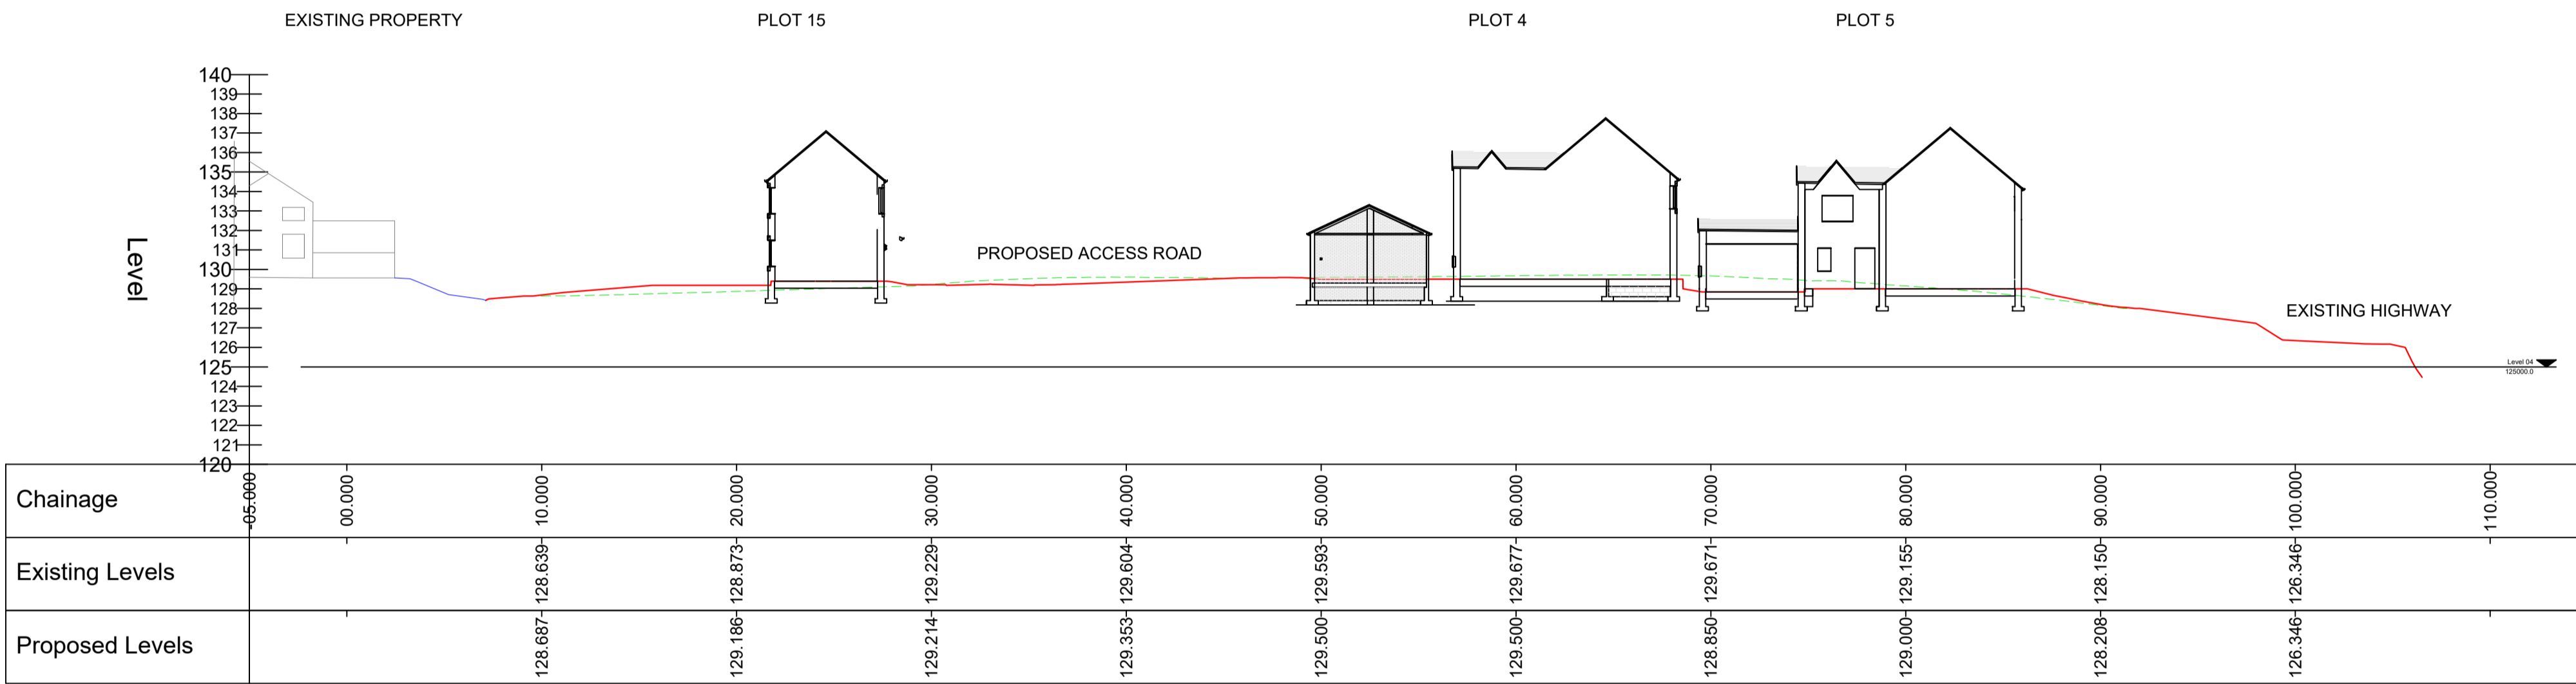 EXISTING PROPERTY PLOT 15 PLOT 4 PLOT 5
140
139
138
137
136
135
134
133
132
131
130
129
128
127
126
125
124
123
122
121
120
Level
PROPOSED ACCESS ROAD
EXISTING HIGHWAY
Level 04
125000.0
Chainage -05.000 00.000 10.000 20.000 30.000 40.000 50.000 60.000 70.000 80.000 90.000 100.000 110.000
Existing Levels 128.639 128.873 129.229 129.604 129.593 129.677 129.671 129.155 128.150 126.346
Proposed Levels 128.687 129.186 129.214 129.353 129.500 129.500 128.850 129.000 128.208 126.346